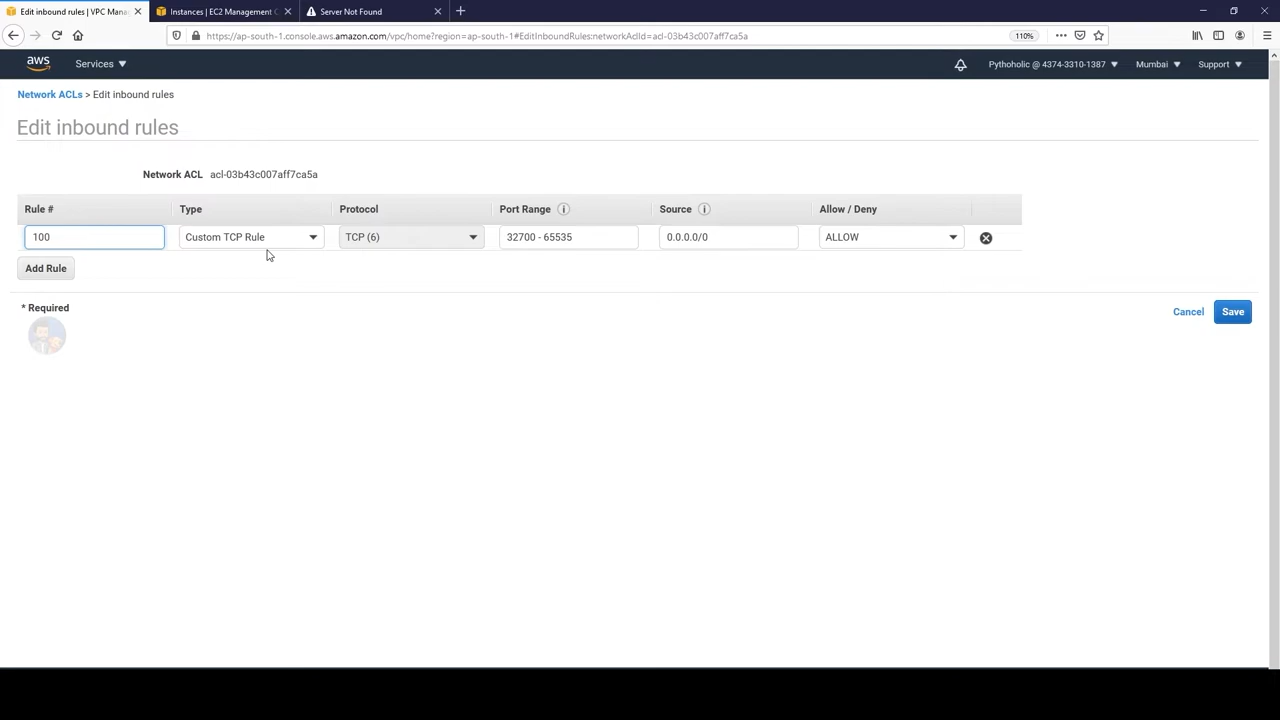 Edit inbound rules | VPC Mana
Instances | EC2 Management C
Server Not Found
https://ap-south-1.console.aws.amazon.com/vpc/home?region=ap-south-1#EditInboundRules:networkAclId=acl-03b43c007aff7ca5a
110%
aws
Services
Pythoholic @ 4374-3310-1387
Mumbai
Support
Network ACLs > Edit inbound rules
Edit inbound rules
Network ACL acl-03b43c007aff7ca5a
Rule # Type Protocol Port Range Source Allow / Deny
100 Custom TCP Rule TCP (6) 32700 - 65535 0.0.0.0/0 ALLOW
Add Rule
* Required
Cancel Save